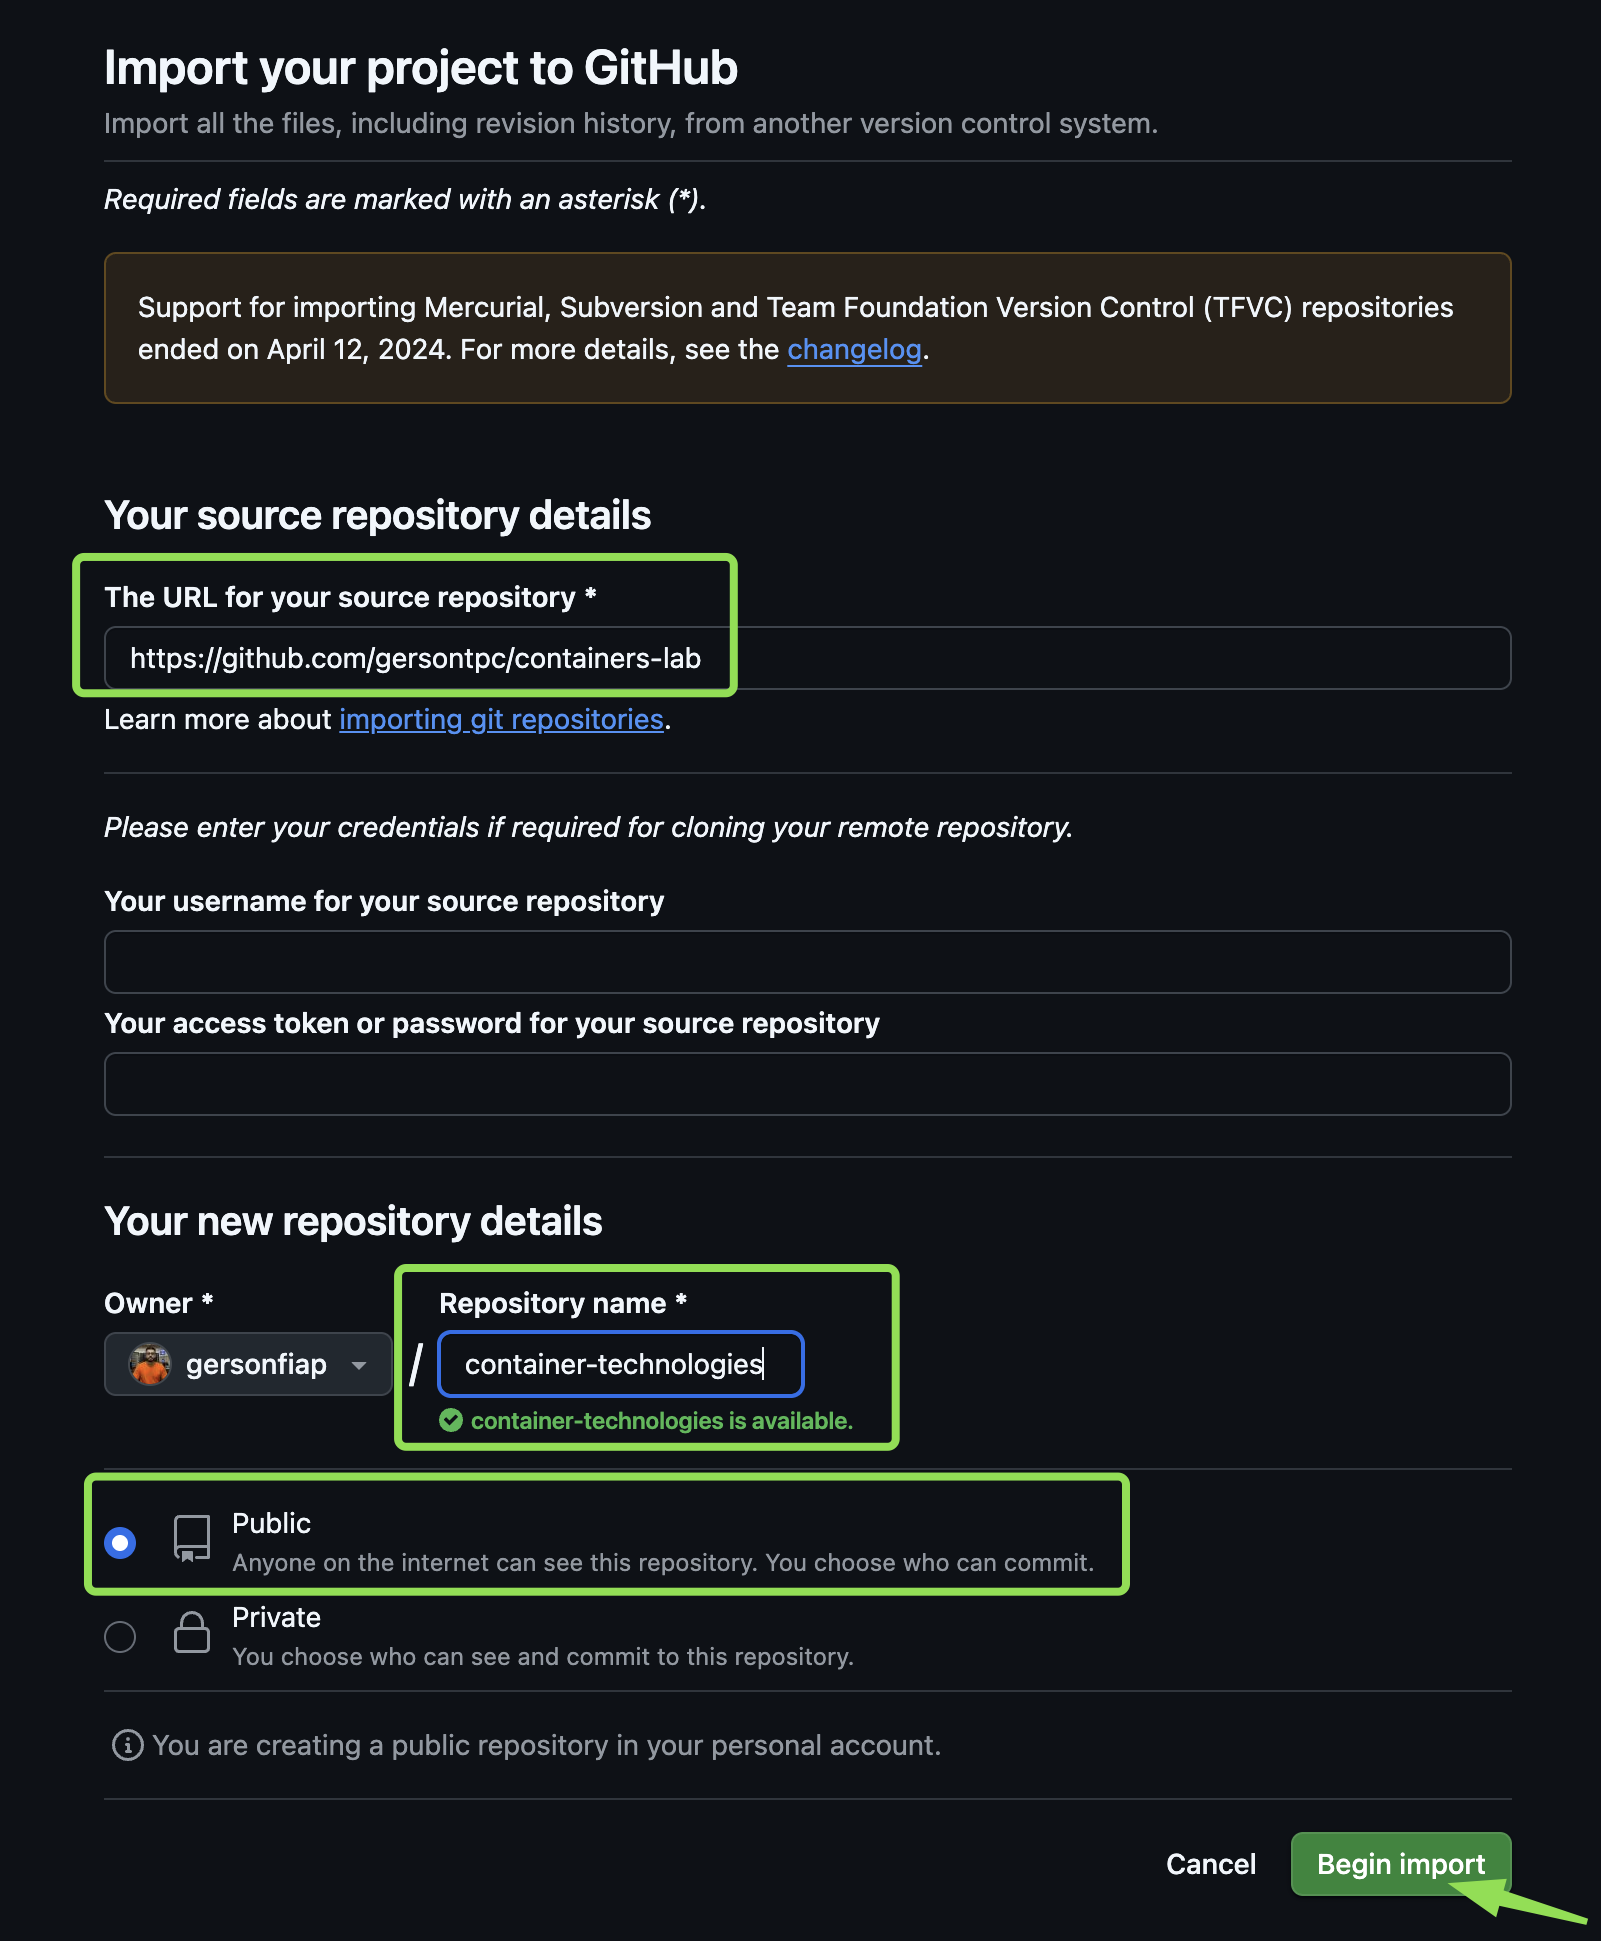 Import your project to GitHub
Import all the files, including revision history, from another version control system.
Required fields are marked with an asterisk (*).
Support for importing Mercurial, Subversion and Team Foundation Version Control (TFVC) repositories
ended on April 12, 2024. For more details, see the changelog.
Your source repository details
The URL for your source repository *
https://github.com/gersontpc/containers-lab
Learn more about importing git repositories.
Please enter your credentials if required for cloning your remote repository.
Your username for your source repository
Your access token or password for your source repository
Your new repository details
Owner * Repository name *
gersonfiap / container-technologies
container-technologies is available.
Public
Anyone on the internet can see this repository. You choose who can commit.
Private
You choose who can see and commit to this repository.
You are creating a public repository in your personal account.
Cancel Begin import